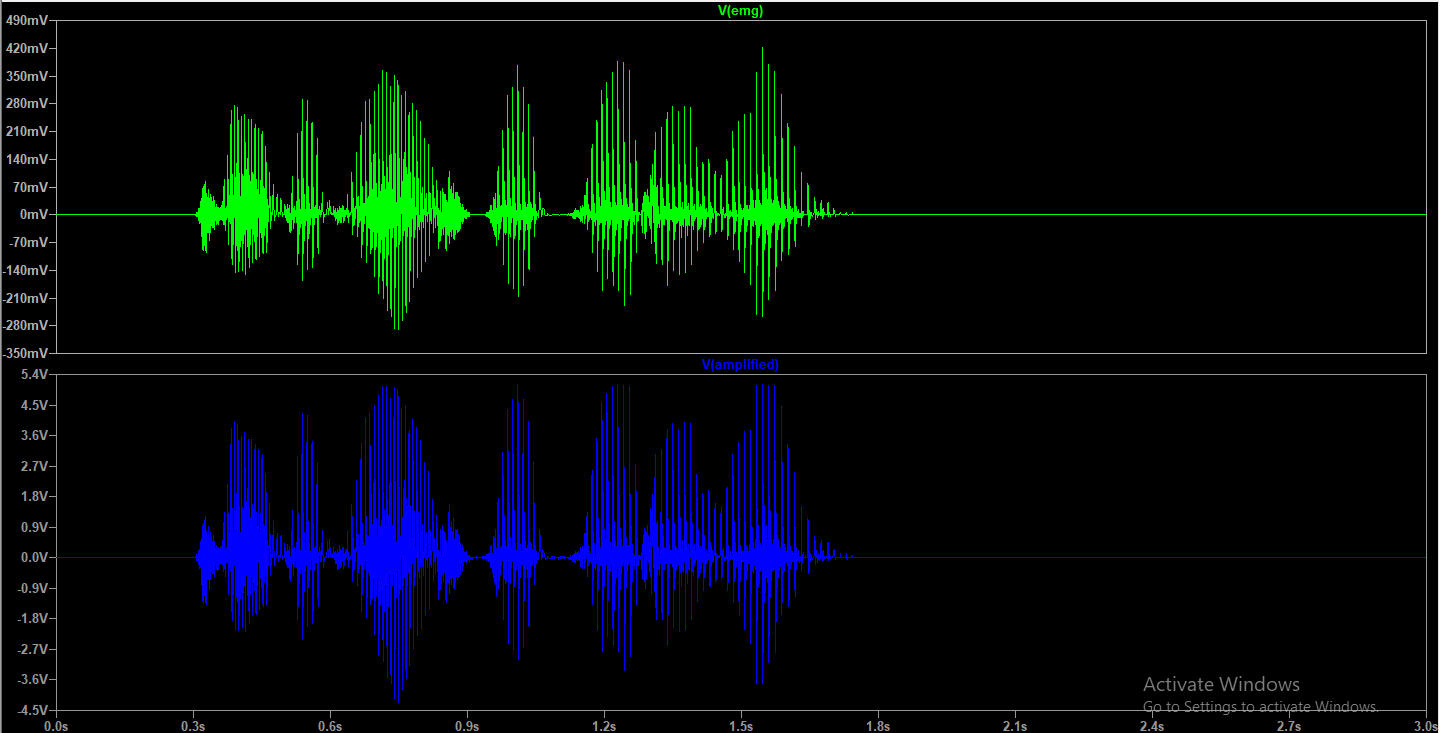 V(emg)
490mV
420mV
350mV
280mV
210mV
140mV
70mV
0mV
-70mV
-140mV
-210mV
-280mV
-350mV
V(amplified)
5.4V
4.5V
3.6V
2.7V
1.8V
0.9V
0.0V
-0.9V
-1.8V
-2.7V
-3.6V
-4.5V
0.0s 0.3s 0.6s 0.9s 1.2s 1.5s 1.8s 2.1s 2.4s 2.7s 3.0s
Activate Windows
Go to Settings to activate Windows.